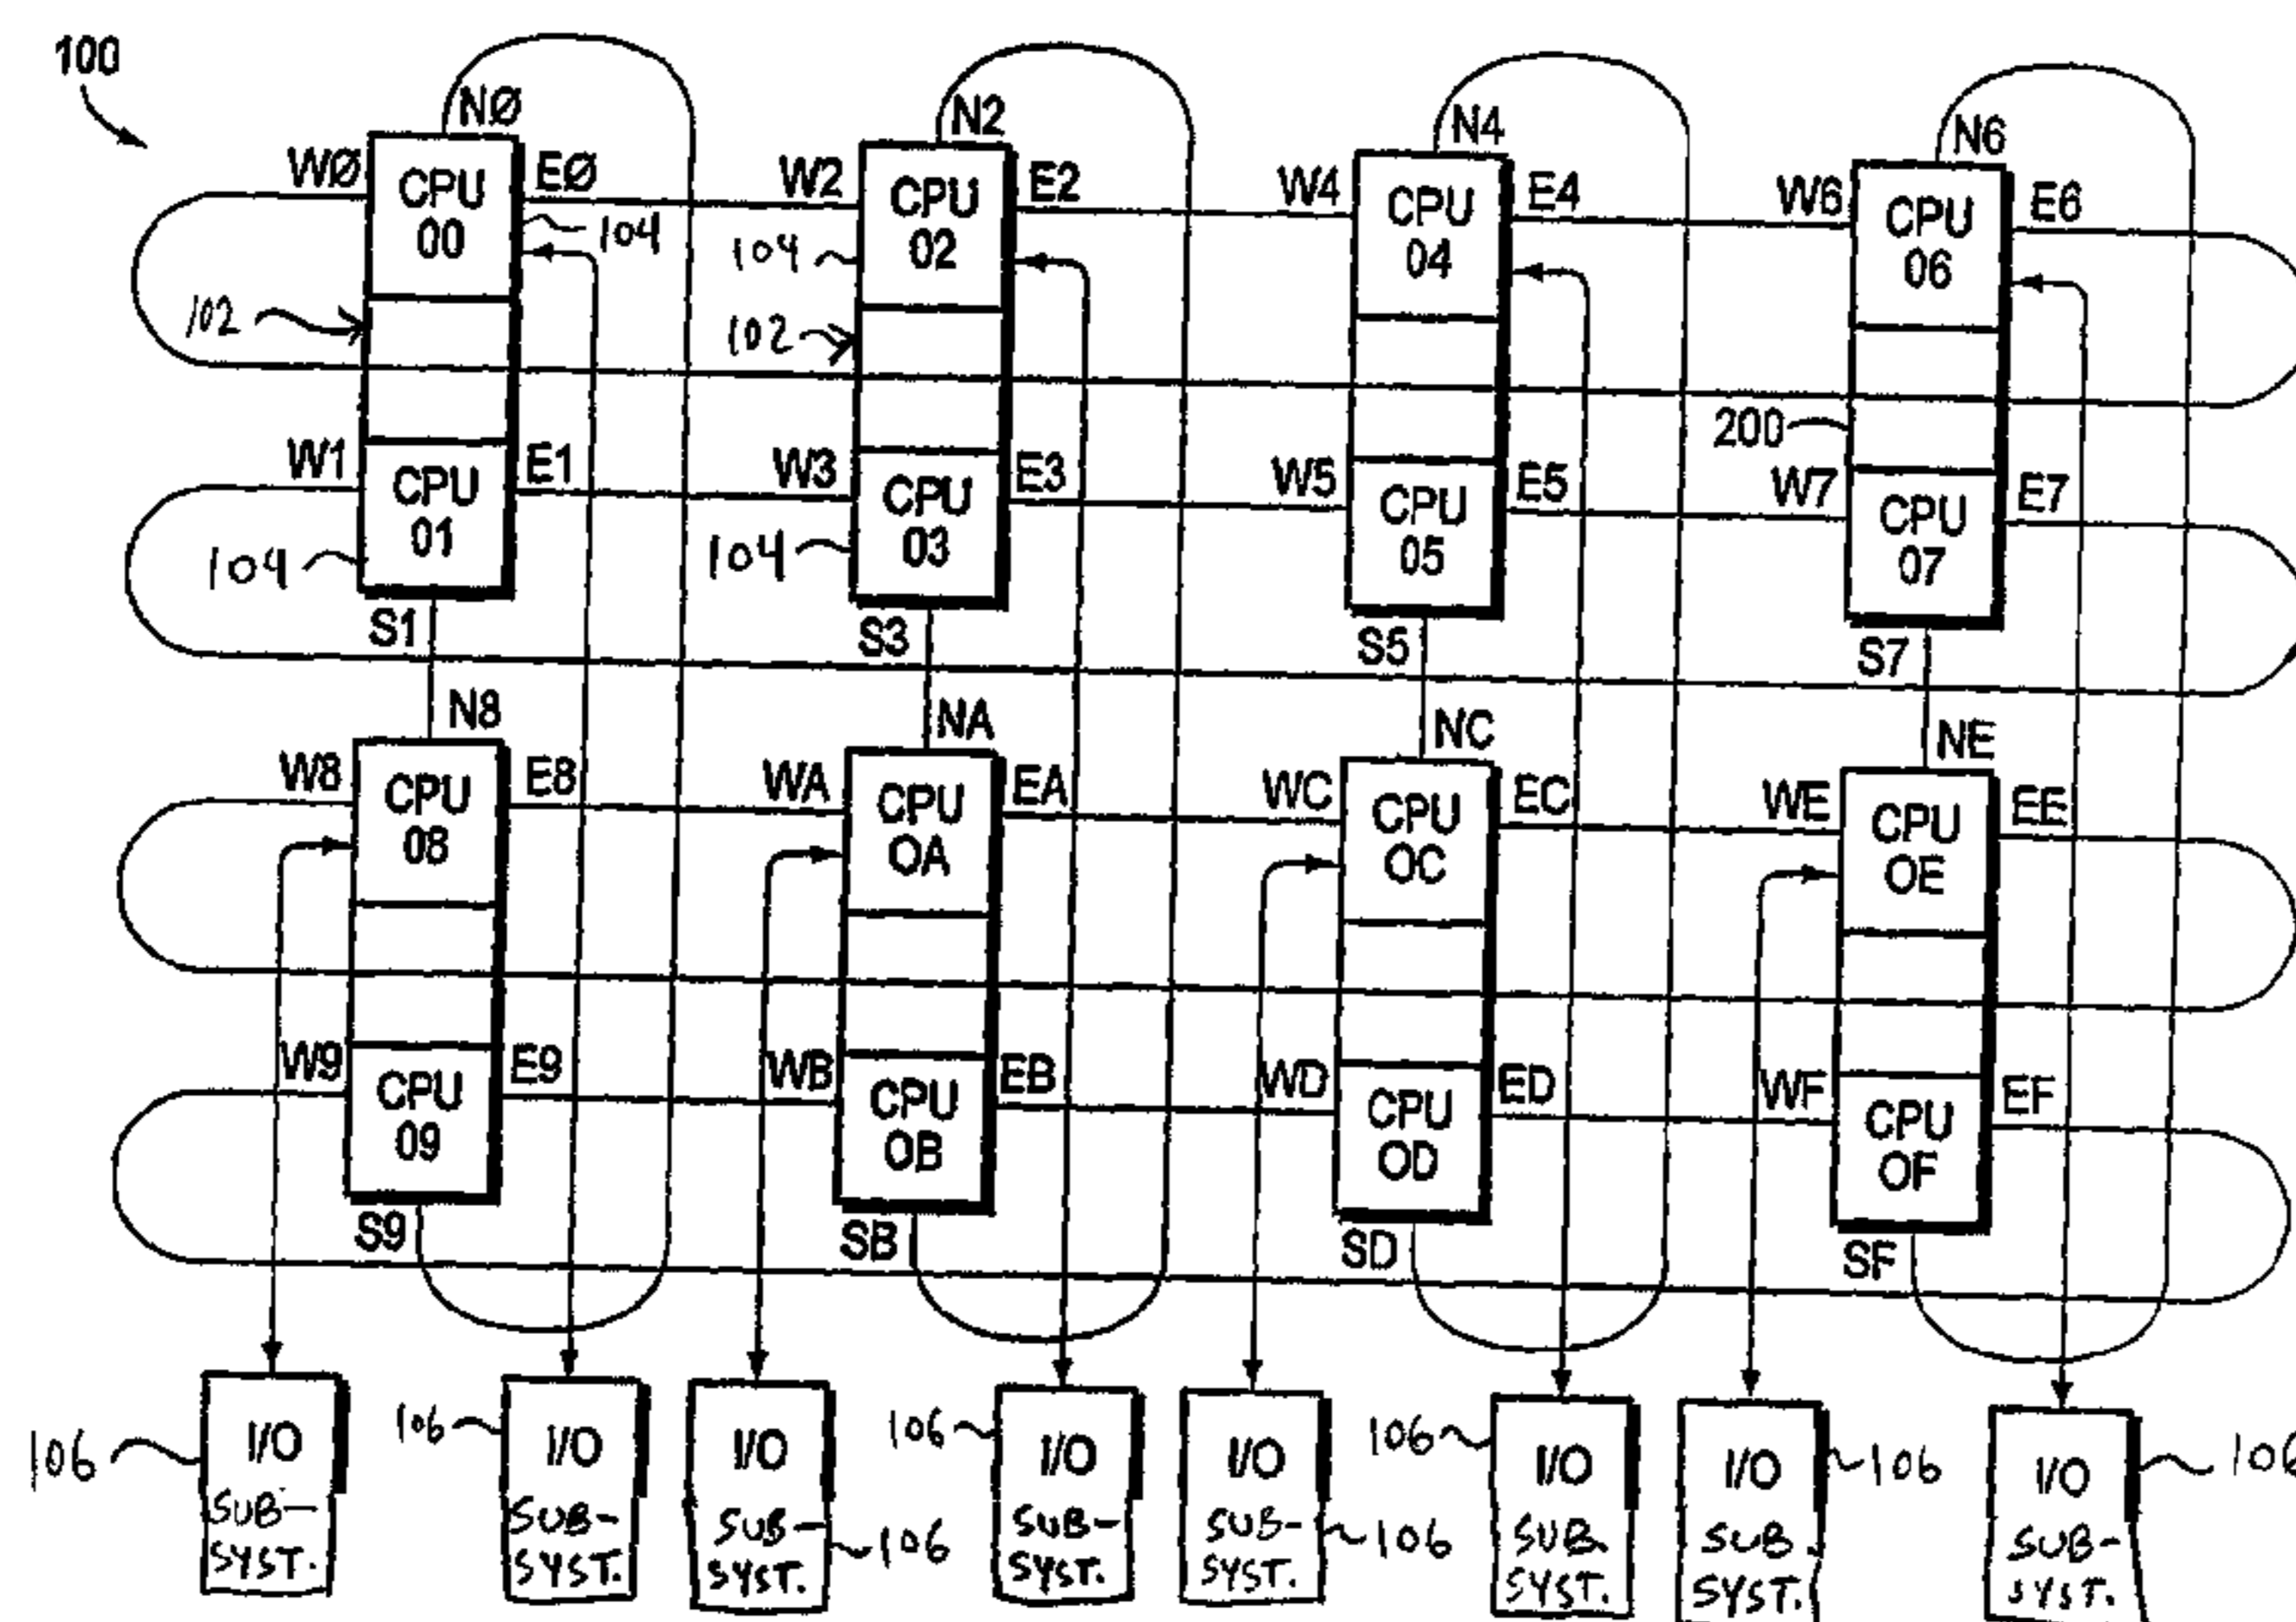 100
NØ N2 N4 N6
WØ CPU 00 EØ W2 CPU 02 E2 W4 CPU 04 E4 W6 CPU 06 E6
104 104
102 102
200
W1 CPU 01 E1 W3 CPU 03 E3 W5 CPU 05 E5 W7 CPU 07 E7
104 104
S1 S3 S5 S7
N8 NA NC NE
W8 CPU 08 E8 WA CPU OA EA WC CPU OC EC WE CPU OE EE
W9 CPU 09 E9 WB CPU OB EB WD CPU OD ED WF CPU OF EF
S9 SB SD SF
106 I/O 106 I/O I/O 106 I/O I/O 106 I/O I/O 106 I/O 106
SUB- SUB- SUB- SUB- SUB- SUB- SUB SUB-
SYST. SYST. SYST. 106 SYST. SYST. 106 SYST. SYST. SYST.